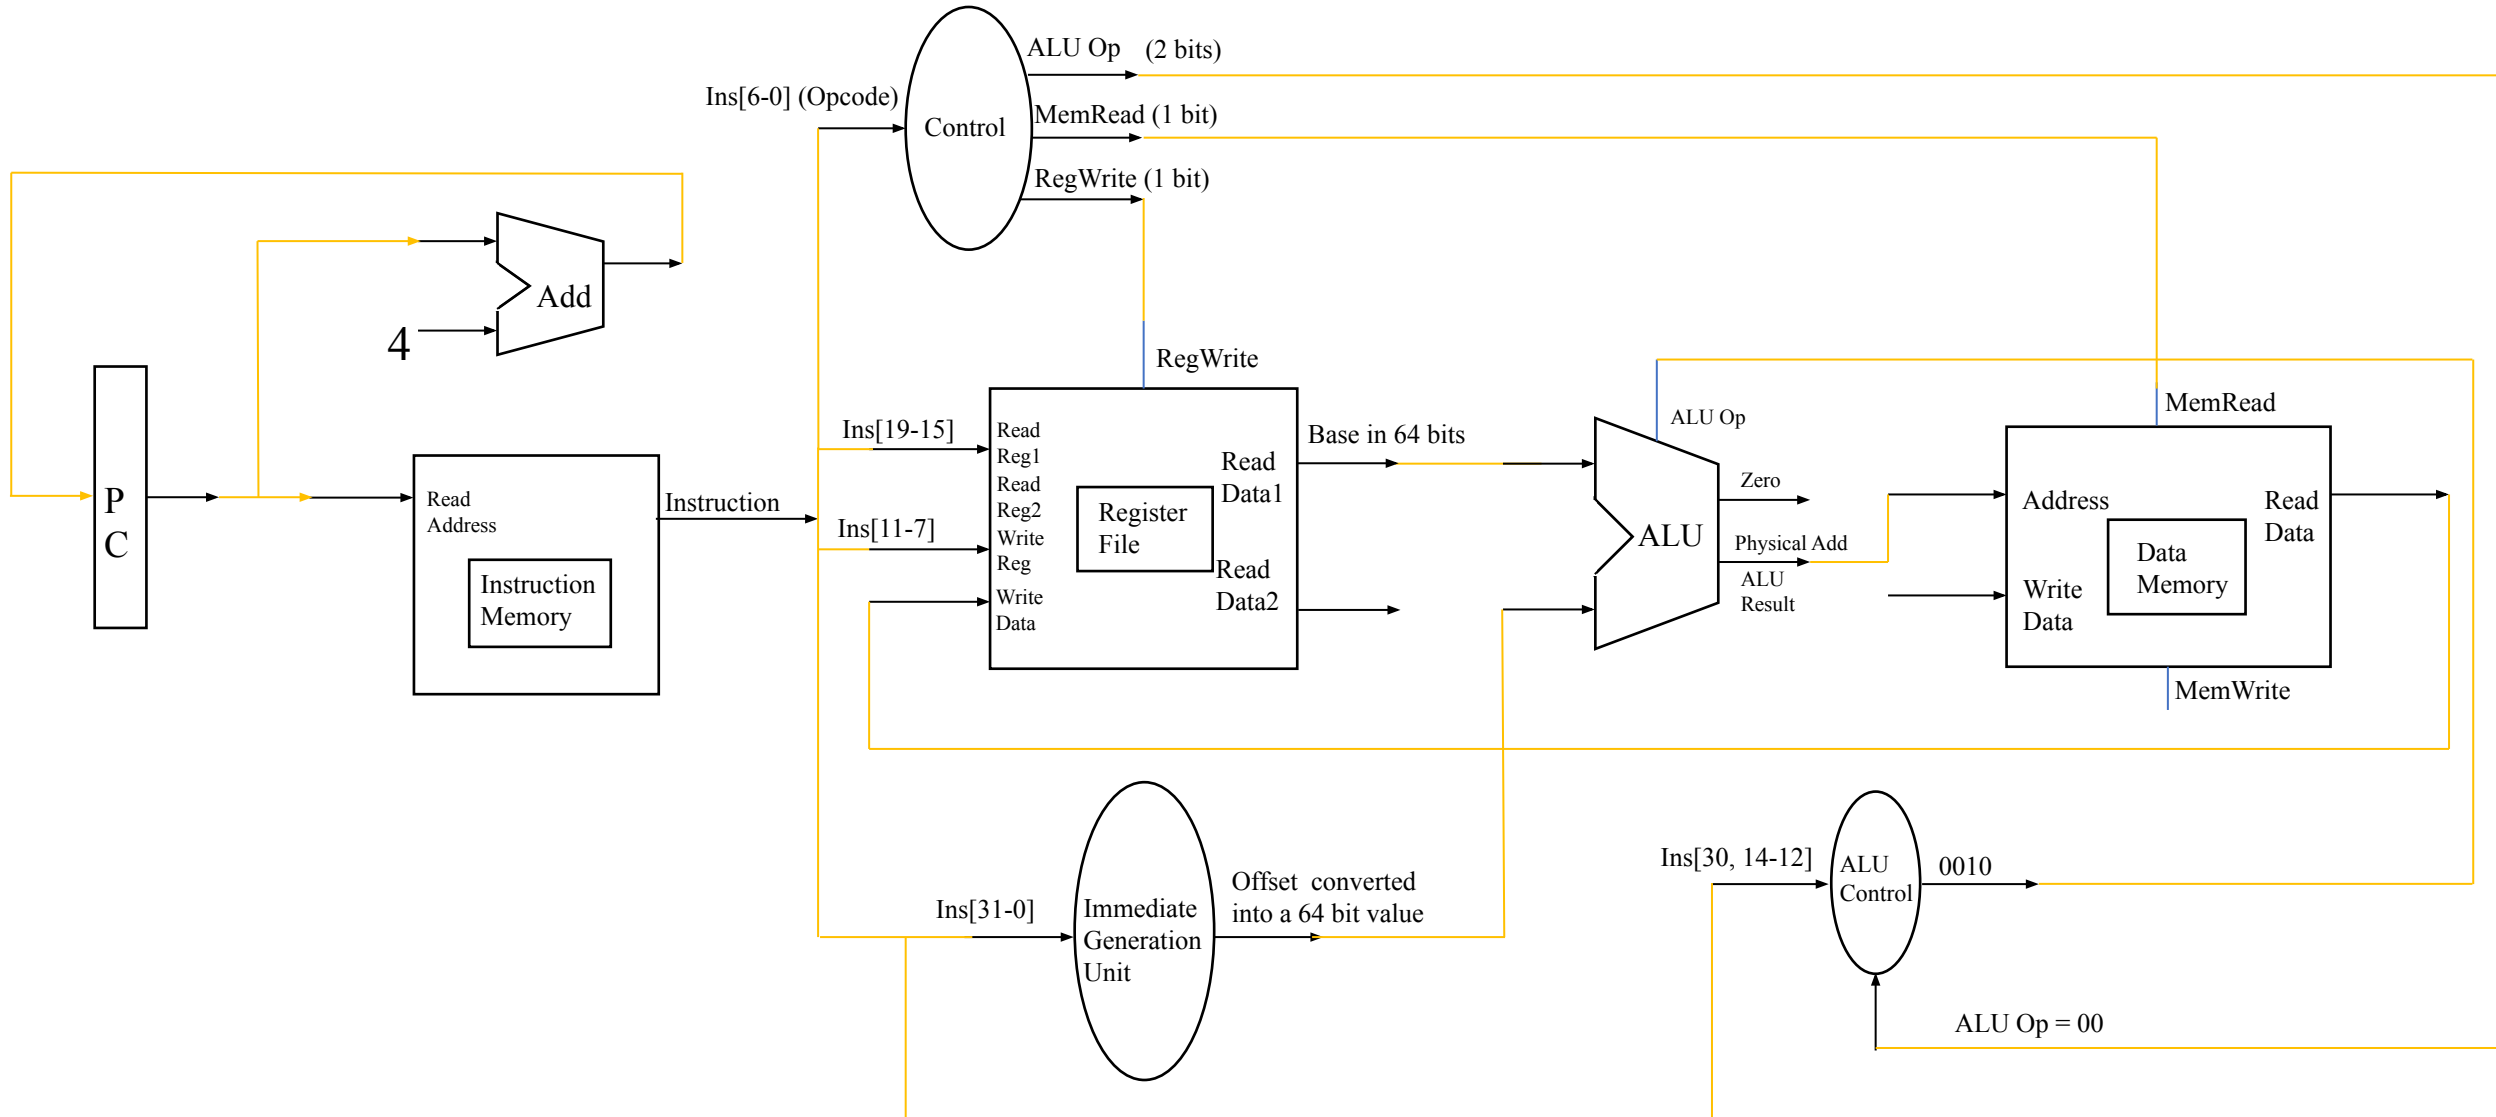 ALU Op (2 bits)
Ins[6-0] (Opcode)
MemRead (1 bit)
Control
RegWrite (1 bit)
Add
4
RegWrite
P
C
Read
Address
Instruction
Memory
Instruction
Ins[19-15]
Ins[11-7]
Read
Reg1
Read
Reg2
Write
Reg
Write
Data
Register
File
Read
Data1
Read
Data2
Base in 64 bits
ALU Op
Zero
ALU
Physical Add
ALU
Result
MemRead
Address
Read
Data
Data
Memory
Write
Data
MemWrite
Ins[31-0]
Immediate
Generation
Unit
Offset converted
into a 64 bit value
Ins[30, 14-12]
ALU
Control
0010
ALU Op = 00